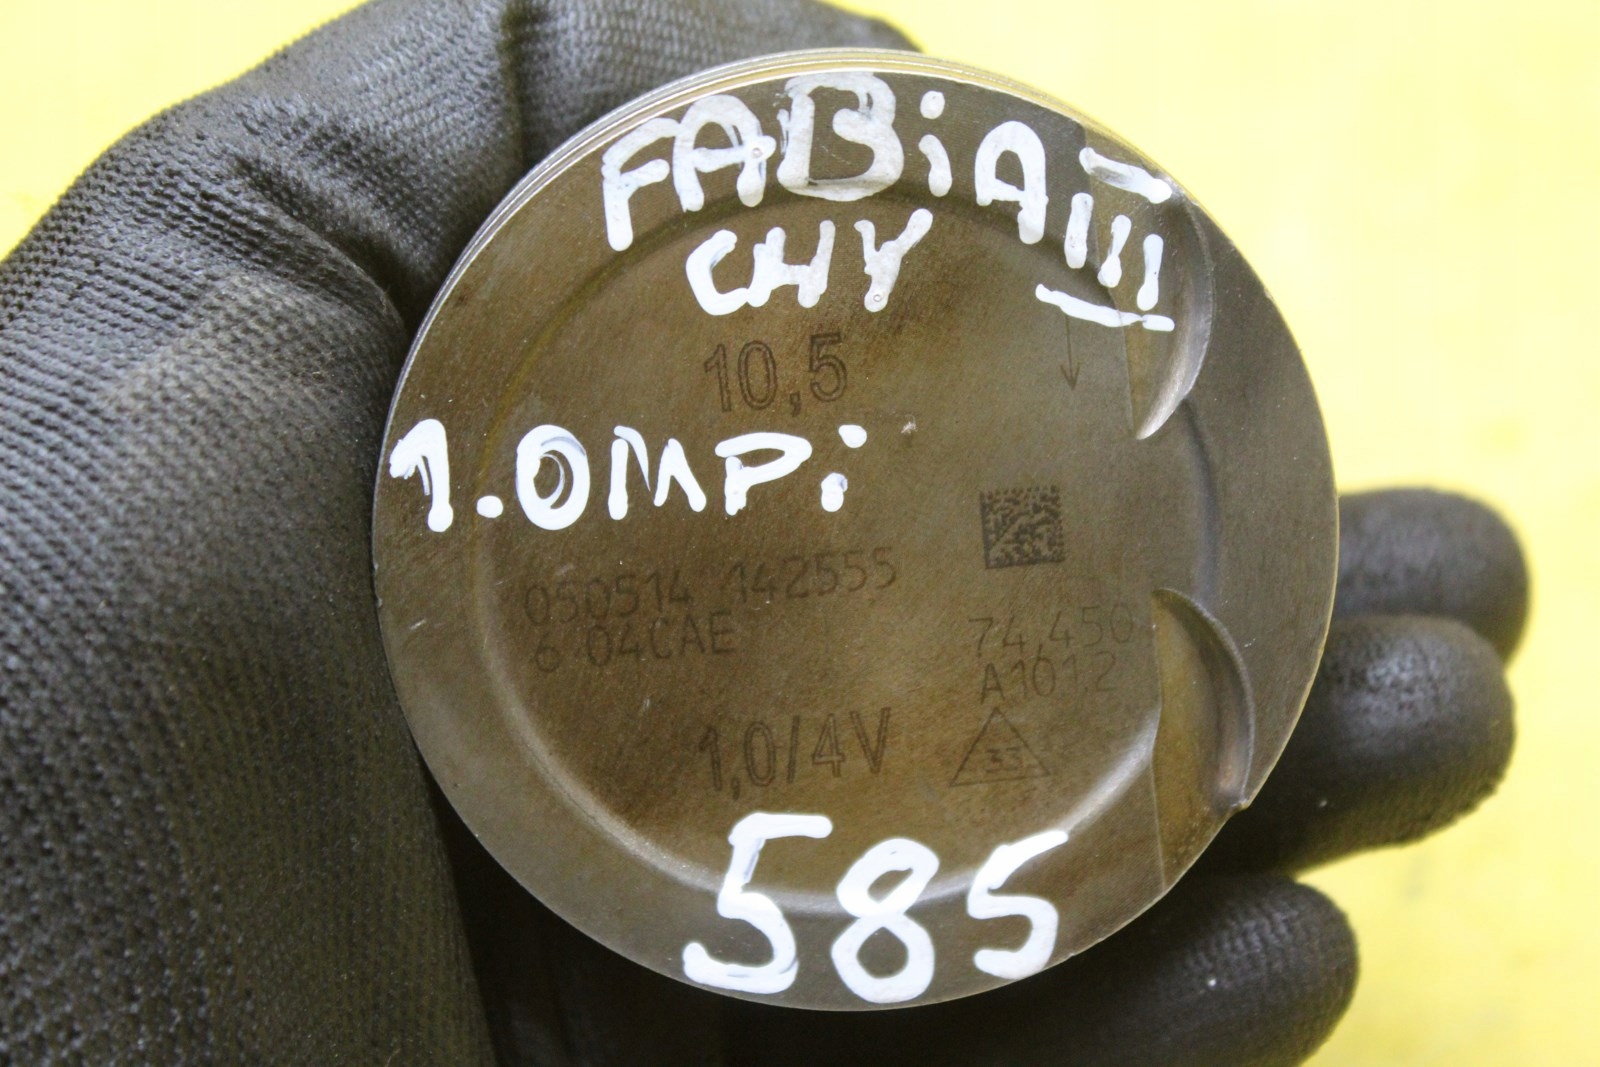 FABiA III
CHY
10,5
1.0MPi
050514 142555
6 04CAE
74,450
A1012
1,0/4V
33
585